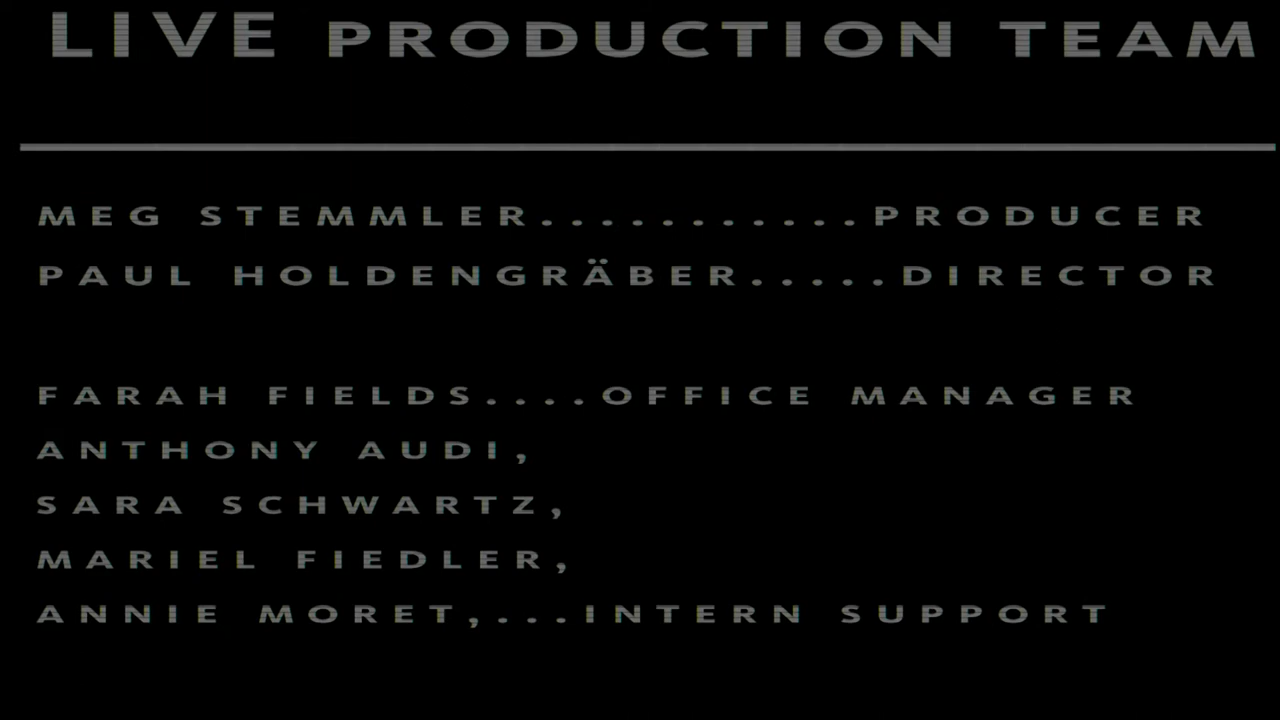 LIVE PRODUCTION TEAM
MEG STEMMLER...........PRODUCER
PAUL HOLDENGRÄBER.....DIRECTOR
FARAH FIELDS....OFFICE MANAGER
ANTHONY AUDI,
SARA SCHWARTZ,
MARIEL FIEDLER,
ANNIE MORET,...INTERN SUPPORT